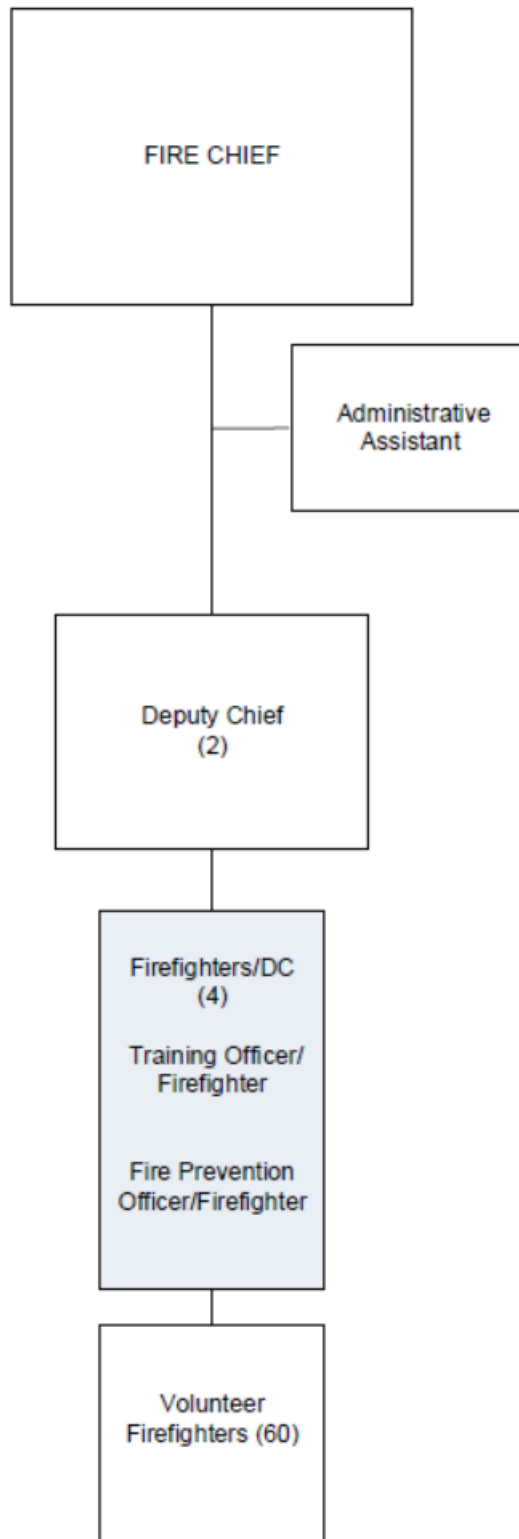 FIRE CHIEF
Administrative
Assistant
Deputy Chief
(2)
Firefighters/DC
(4)
Training Officer/
Firefighter
Fire Prevention
Officer/Firefighter
Volunteer
Firefighters (60)